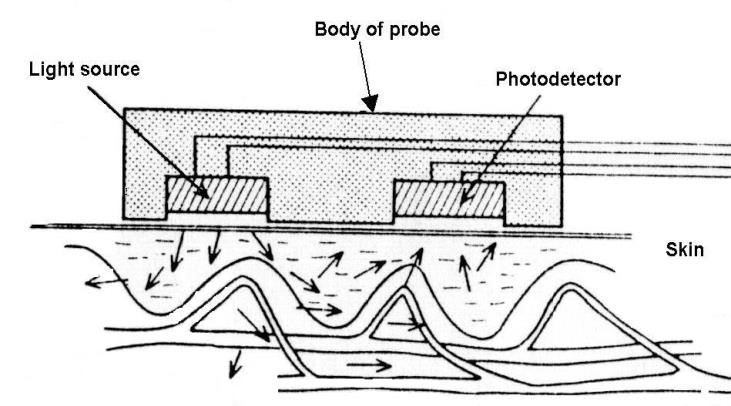 Body of probe
Light source
Photodetector
Skin